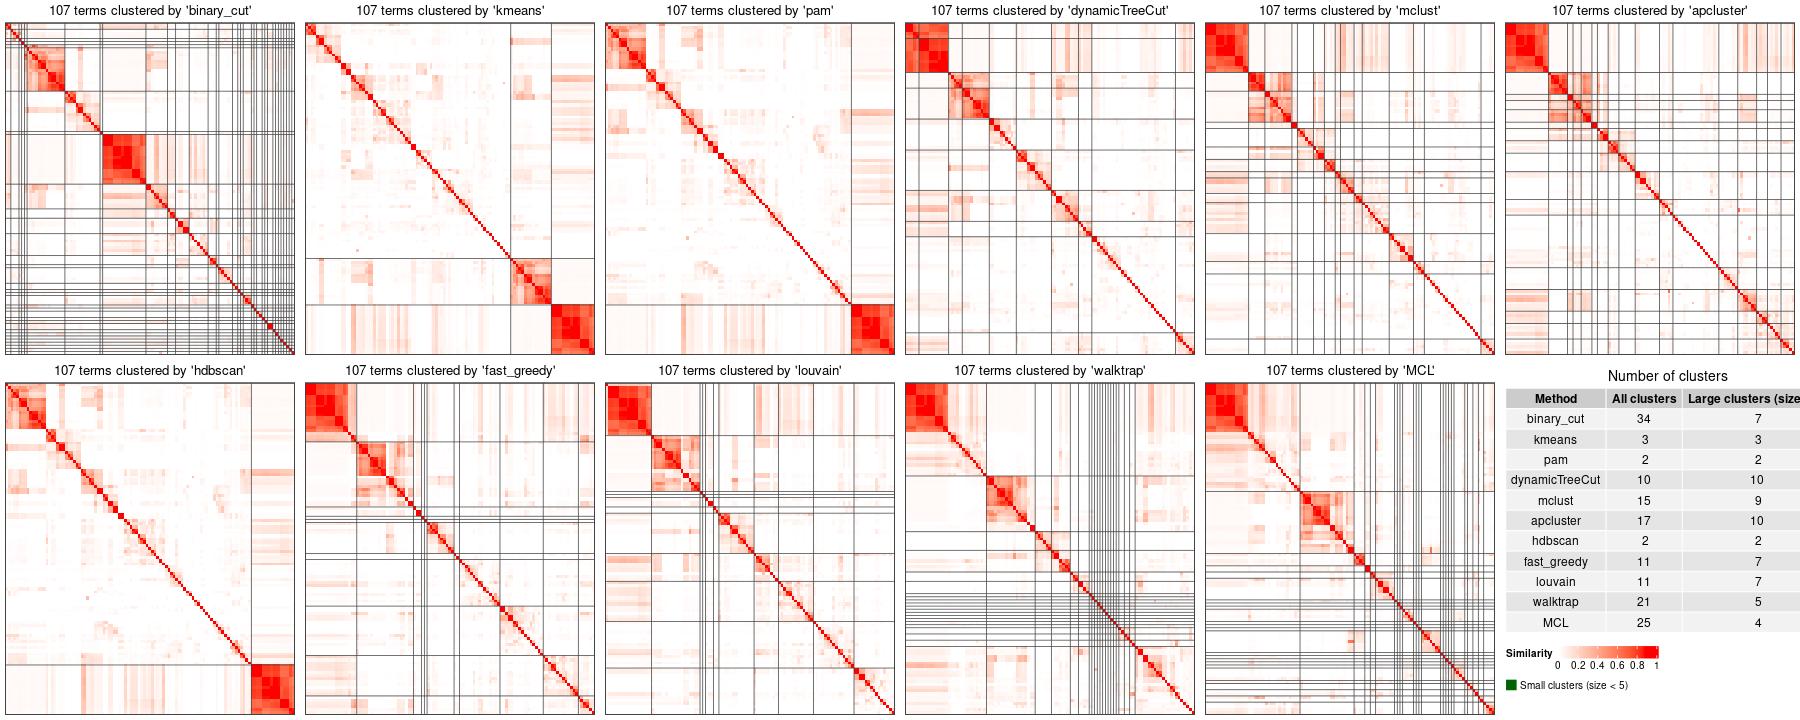 107 terms clustered by 'binary_cut'
107 terms clustered by 'kmeans'
107 terms clustered by 'pam'
107 terms clustered by 'dynamicTreeCut'
107 terms clustered by 'mclust'
107 terms clustered by 'apcluster'
107 terms clustered by 'hdbscan'
107 terms clustered by 'fast_greedy'
107 terms clustered by 'louvain'
107 terms clustered by 'walktrap'
107 terms clustered by 'MCL'
Number of clusters
Method All clusters Large clusters (size
binary_cut 34 7
kmeans 3 3
pam 2 2
dynamicTreeCut 10 10
mclust 15 9
apcluster 17 10
hdbscan 2 2
fast_greedy 11 7
louvain 11 7
walktrap 21 5
MCL 25 4
Similarity
0 0.2 0.4 0.6 0.8 1
Small clusters (size < 5)